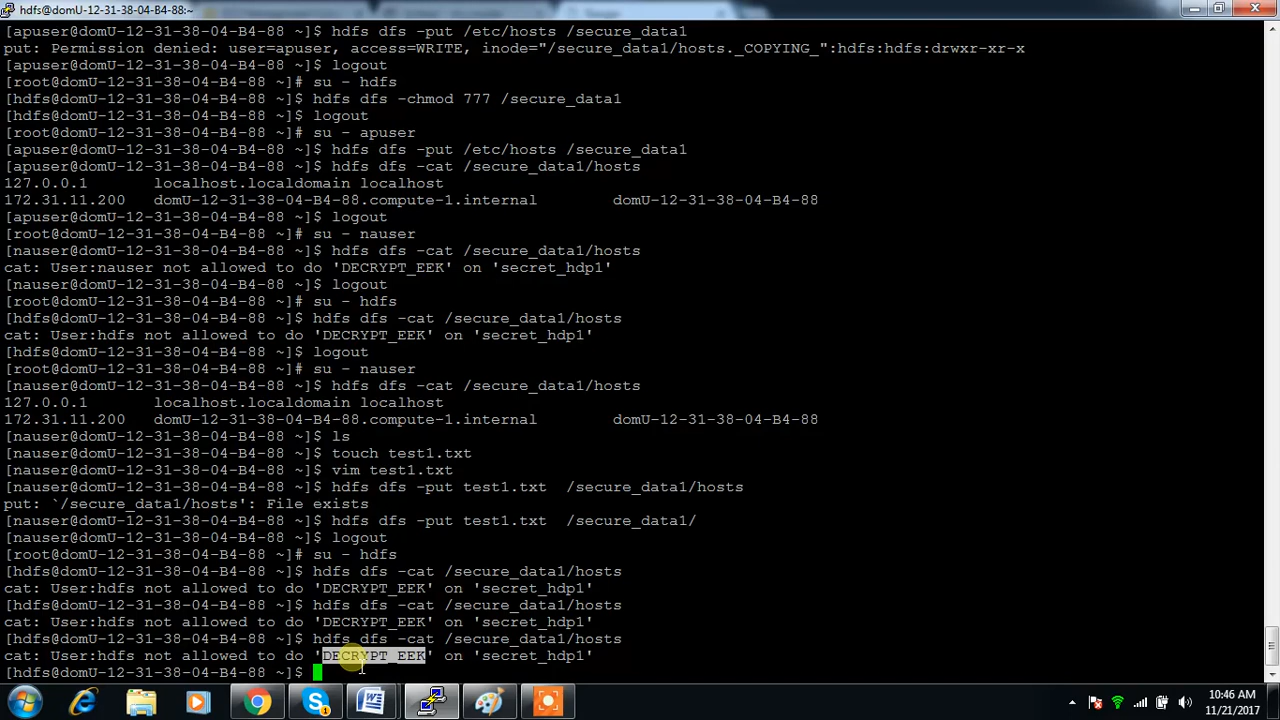 hdfs@domU-12-31-38-04-B4-88:~
[apuser@domU-12-31-38-04-B4-88 ~]$ hdfs dfs -put /etc/hosts /secure_data1
put: Permission denied: user=apuser, access=WRITE, inode="/secure_data1/hosts._COPYING_":hdfs:hdfs:drwxr-xr-x
[apuser@domU-12-31-38-04-B4-88 ~]$ logout
[root@domU-12-31-38-04-B4-88 ~]# su - hdfs
[hdfs@domU-12-31-38-04-B4-88 ~]$ hdfs dfs -chmod 777 /secure_data1
[hdfs@domU-12-31-38-04-B4-88 ~]$ logout
[root@domU-12-31-38-04-B4-88 ~]# su - apuser
[apuser@domU-12-31-38-04-B4-88 ~]$ hdfs dfs -put /etc/hosts /secure_data1
[apuser@domU-12-31-38-04-B4-88 ~]$ hdfs dfs -cat /secure_data1/hosts
127.0.0.1       localhost.localdomain localhost
172.31.11.200   domU-12-31-38-04-B4-88.compute-1.internal        domU-12-31-38-04-B4-88
[apuser@domU-12-31-38-04-B4-88 ~]$ logout
[root@domU-12-31-38-04-B4-88 ~]# su - nauser
[nauser@domU-12-31-38-04-B4-88 ~]$ hdfs dfs -cat /secure_data1/hosts
cat: User:nauser not allowed to do 'DECRYPT_EEK' on 'secret_hdp1'
[nauser@domU-12-31-38-04-B4-88 ~]$ logout
[root@domU-12-31-38-04-B4-88 ~]# su - hdfs
[hdfs@domU-12-31-38-04-B4-88 ~]$ hdfs dfs -cat /secure_data1/hosts
cat: User:hdfs not allowed to do 'DECRYPT_EEK' on 'secret_hdp1'
[hdfs@domU-12-31-38-04-B4-88 ~]$ logout
[root@domU-12-31-38-04-B4-88 ~]# su - nauser
[nauser@domU-12-31-38-04-B4-88 ~]$ hdfs dfs -cat /secure_data1/hosts
127.0.0.1       localhost.localdomain localhost
172.31.11.200   domU-12-31-38-04-B4-88.compute-1.internal        domU-12-31-38-04-B4-88
[nauser@domU-12-31-38-04-B4-88 ~]$ ls
[nauser@domU-12-31-38-04-B4-88 ~]$ touch test1.txt
[nauser@domU-12-31-38-04-B4-88 ~]$ vim test1.txt
[nauser@domU-12-31-38-04-B4-88 ~]$ hdfs dfs -put test1.txt  /secure_data1/hosts
put: `/secure_data1/hosts': File exists
[nauser@domU-12-31-38-04-B4-88 ~]$ hdfs dfs -put test1.txt  /secure_data1/
[nauser@domU-12-31-38-04-B4-88 ~]$ logout
[root@domU-12-31-38-04-B4-88 ~]# su - hdfs
[hdfs@domU-12-31-38-04-B4-88 ~]$ hdfs dfs -cat /secure_data1/hosts
cat: User:hdfs not allowed to do 'DECRYPT_EEK' on 'secret_hdp1'
[hdfs@domU-12-31-38-04-B4-88 ~]$ hdfs dfs -cat /secure_data1/hosts
cat: User:hdfs not allowed to do 'DECRYPT_EEK' on 'secret_hdp1'
[hdfs@domU-12-31-38-04-B4-88 ~]$ hdfs dfs -cat /secure_data1/hosts
cat: User:hdfs not allowed to do 'DECRYPT_EEK' on 'secret_hdp1'
[hdfs@domU-12-31-38-04-B4-88 ~]$
10:46 AM
11/21/2017